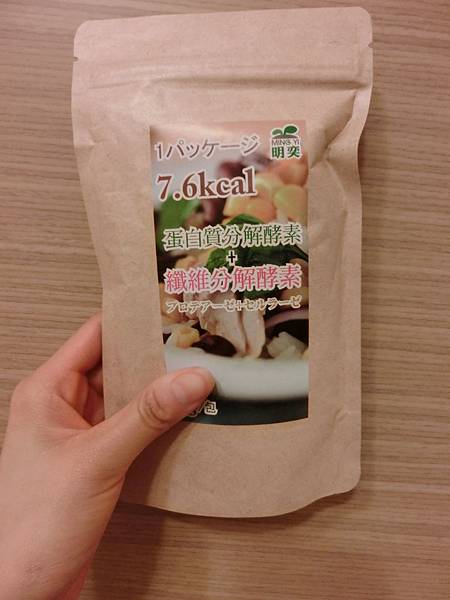 1パッケージ
MING YI
明奕
7.6kcal
蛋白質分解酵素
+
纖維分解酵素
プロテアーゼ+セルラーゼ
包